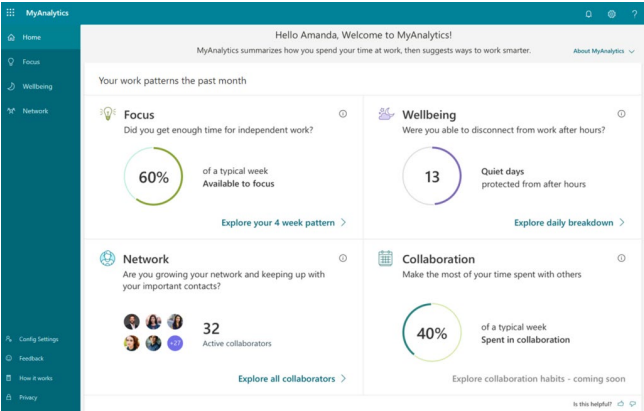 MyAnalytics
Home
Focus
Wellbeing
Network
Config Settings
Feedback
How it works
Privacy
Hello Amanda, Welcome to MyAnalytics!
MyAnalytics summarizes how you spend your time at work, then suggests ways to work smarter.
About MyAnalytics
Your work patterns the past month
Focus
Did you get enough time for independent work?
60%
of a typical week
Available to focus
Explore your 4 week pattern >
Wellbeing
Were you able to disconnect from work after hours?
13
Quiet days
protected from after hours
Explore daily breakdown >
Network
Are you growing your network and keeping up with
your important contacts?
+27
32
Active collaborators
Explore all collaborators >
Collaboration
Make the most of your time spent with others
40%
of a typical week
Spent in collaboration
Explore collaboration habits - coming soon
Is this helpful?